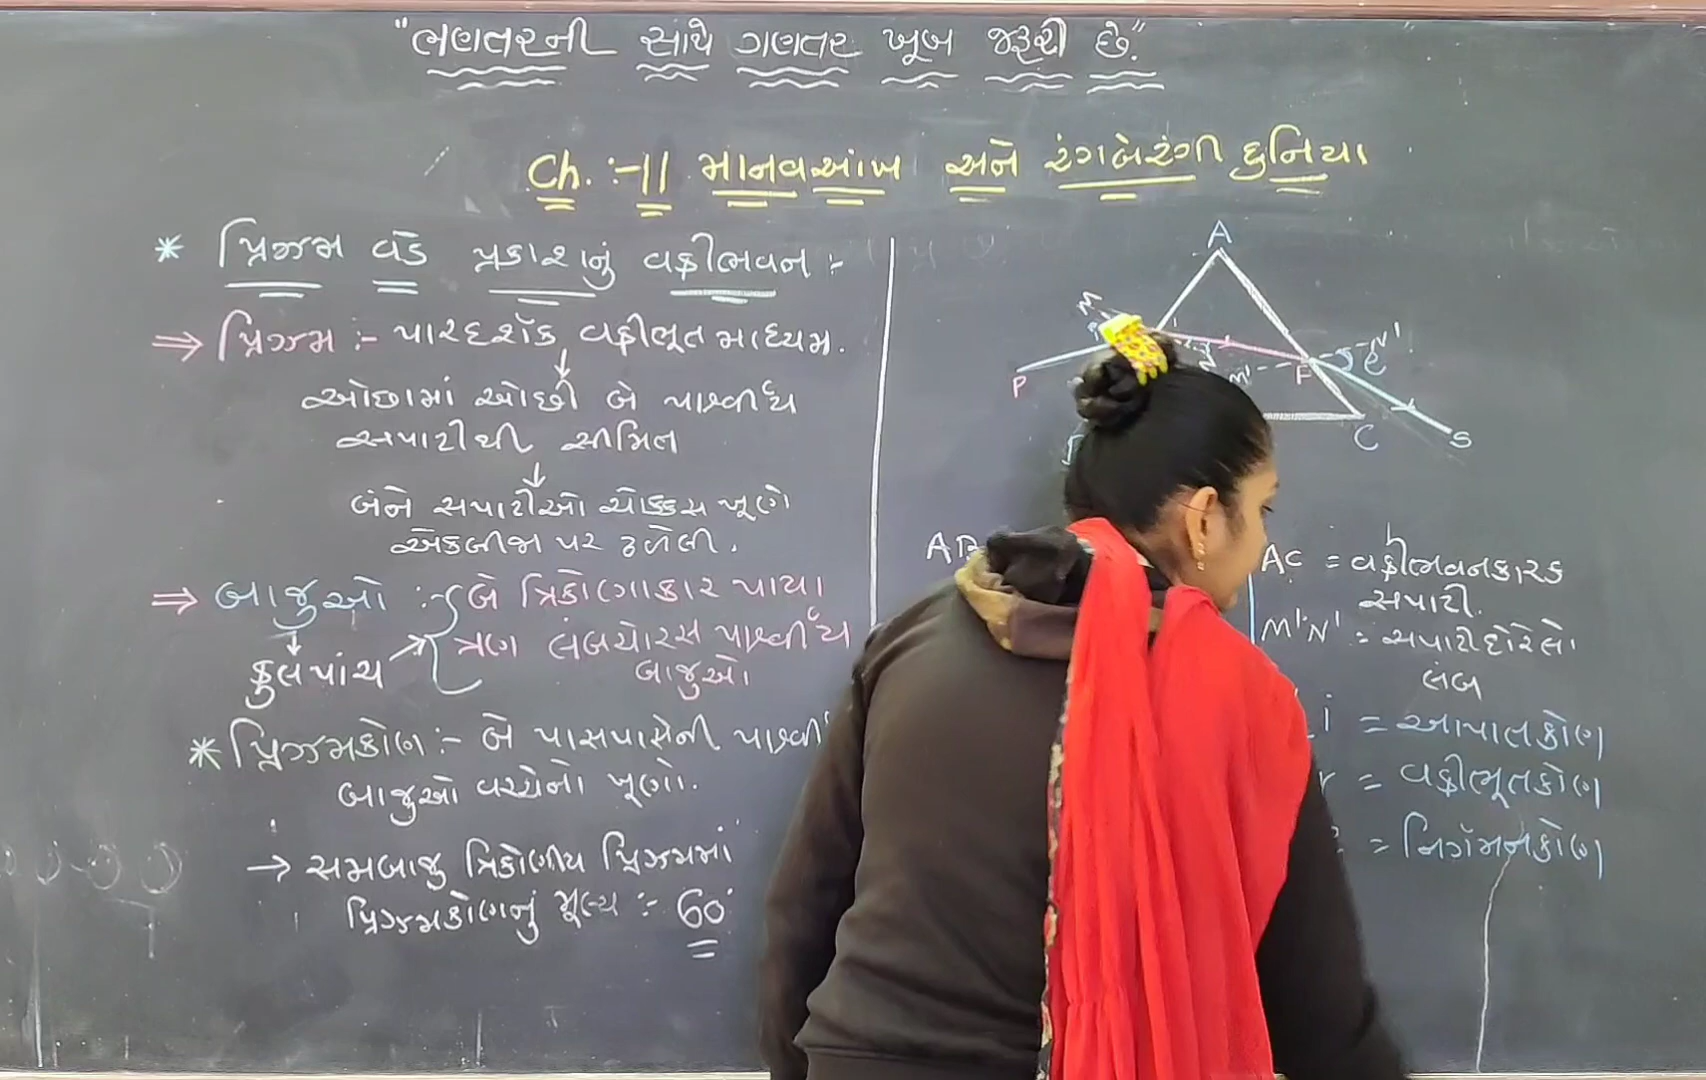 "ભણતરની સાથે ગણતર ખૂબ જરૂરી છે."
Ch. :-11 માનવઆંખ અને રંગબેરંગી દુનિયા
* પ્રિઝમ વડે પ્રકાશનું વક્રીભવન :-
⇒ પ્રિઝમ :- પારદર્શક વક્રીભૂત માધ્યમ.
↓
ઓછામાં ઓછી બે પાર્શ્વીય
સપાટીથી સીમિત
↓
બંને સપાટીઓ ચોક્કસ ખૂણે
એકબીજા પર ઢળેલી.
⇒ બાજુઓ :- બે ત્રિકોણાકાર પાયા
ત્રણ લંબચોરસ પાર્શ્વીય
બાજુઓ
↓
કુલ પાંચ
* પ્રિઝમકોણ :- બે પાસપાસેની
બાજુઓ વચ્ચેનો ખૂણો.
→ સમબાજુ ત્રિકોણીય પ્રિઝમમાં
પ્રિઝમકોણનું મૂલ્ય :- 60°
A
M
N'
P
M'
F
e
C
S
AC = વક્રીભવનકારક
સપાટી.
M'N' = સપાટી દોરેલો
લંબ
i = આપાતકોણ
r = વક્રીભૂતકોણ
= નિર્ગમનકોણ